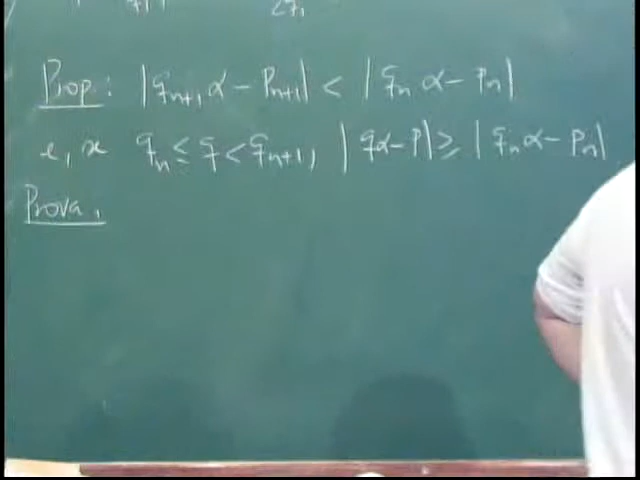 Prop.: |q_{n+1} α − p_{n+1}| < |q_n α − p_n|
e, se q_n ≤ q < q_{n+1}, |qα − p| ≥ |q_n α − p_n|
Prova.